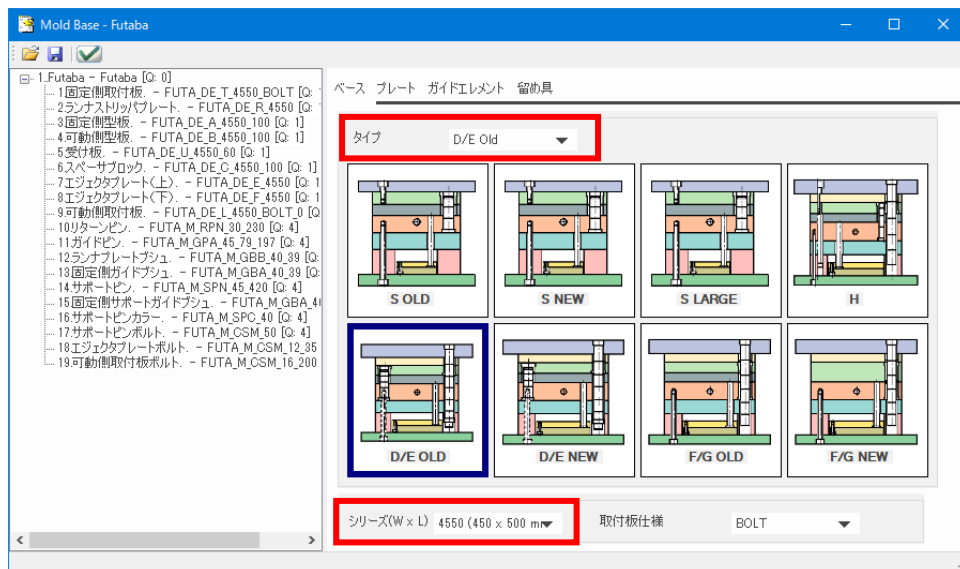 Mold Base - Futaba
1.Futaba - Futaba [Q: 0]
1.固定側取付板. - FUTA_DE_T_4550_BOLT [Q:
2.ランナストリッパプレート. - FUTA_DE_R_4550 [Q:
3.固定側型板. - FUTA_DE_A_4550_100 [Q: 1]
4.可動側型板. - FUTA_DE_B_4550_100 [Q: 1]
5.受け板. - FUTA_DE_U_4550_60 [Q: 1]
6.スペーサブロック. - FUTA_DE_C_4550_100 [Q: 1]
7.エジェクタプレート(上). - FUTA_DE_E_4550 [Q: 1
8.エジェクタプレート(下). - FUTA_DE_F_4550 [Q: 1
9.可動側取付板. - FUTA_DE_L_4550_BOLT_0 [Q
10.リターンピン. - FUTA_M_RPN_30_230 [Q: 4]
11.ガイドピン. - FUTA_M_GPA_45_79_197 [Q: 4]
12.ランナプレートブシュ. - FUTA_M_GBB_40_39 [Q:
13.固定側ガイドブシュ. - FUTA_M_GBA_40_39 [Q:
14.サポートピン. - FUTA_M_SPN_45_420 [Q: 4]
15.固定側サポートガイドブシュ. - FUTA_M_GBA_4
16.サポートピンカラー. - FUTA_M_SPC_40 [Q: 4]
17.サポートピンボルト. - FUTA_M_CSM_50 [Q: 4]
18.エジェクタプレートボルト. - FUTA_M_CSM_12_35
19.可動側取付板ボルト. - FUTA_M_CSM_16_200
ベース プレート ガイドエレメント 留め具
タイプ D/E Old
S OLD S NEW S LARGE H
D/E OLD D/E NEW F/G OLD F/G NEW
シリーズ(W x L) 4550 (450 x 500 mm 取付板仕様 BOLT